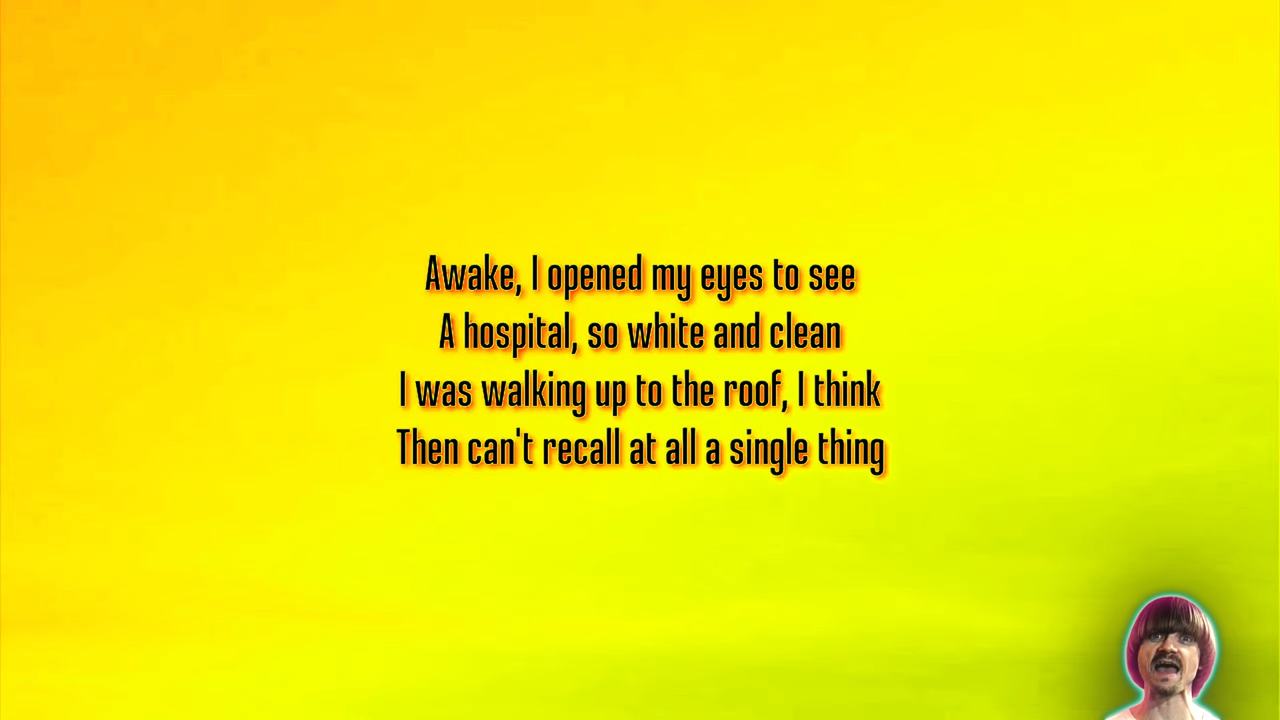 Awake, I opened my eyes to see
A hospital, so white and clean
I was walking up to the roof, I think
Then can't recall at all a single thing